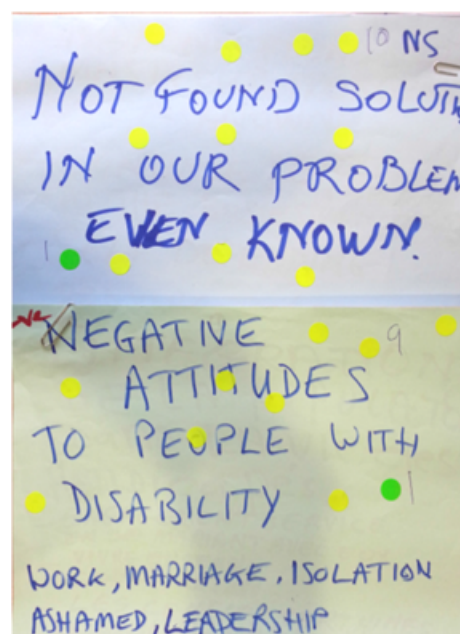 10 NS
NOT FOUND SOLUTI
IN OUR PROBLEM
EVEN KNOWN.
1
NEGATIVE
9
ATTITUDES
TO PEOPLE WITH
DISABILITY
1
WORK, MARRIAGE, ISOLATION
ASHAMED, LEADERSHIP